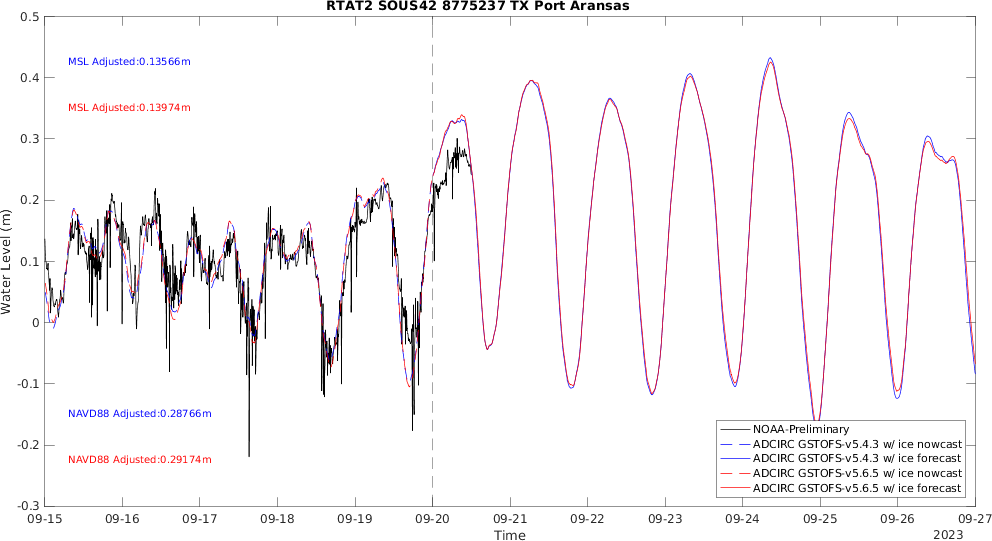 RTAT2 SOUS42 8775237 TX Port Aransas
0.5
0.4
0.3
0.2
0.1
0
-0.1
-0.2
-0.3
Water Level (m)
MSL Adjusted:0.13566m
MSL Adjusted:0.13974m
NAVD88 Adjusted:0.28766m
NAVD88 Adjusted:0.29174m
NOAA-Preliminary
ADCIRC GSTOFS-v5.4.3 w/ ice nowcast
ADCIRC GSTOFS-v5.4.3 w/ ice forecast
ADCIRC GSTOFS-v5.6.5 w/ ice nowcast
ADCIRC GSTOFS-v5.6.5 w/ ice forecast
09-15 09-16 09-17 09-18 09-19 09-20 09-21 09-22 09-23 09-24 09-25 09-26 09-27
Time
2023